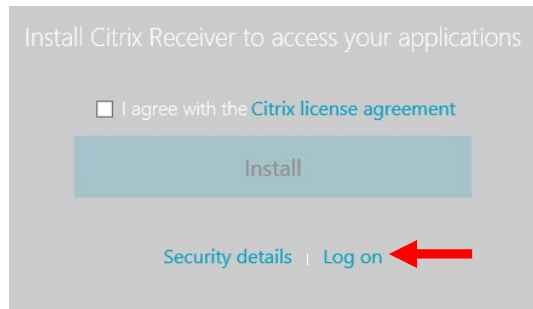 Install Citrix Receiver to access your applications
I agree with the Citrix license agreement
Install
Security details | Log on